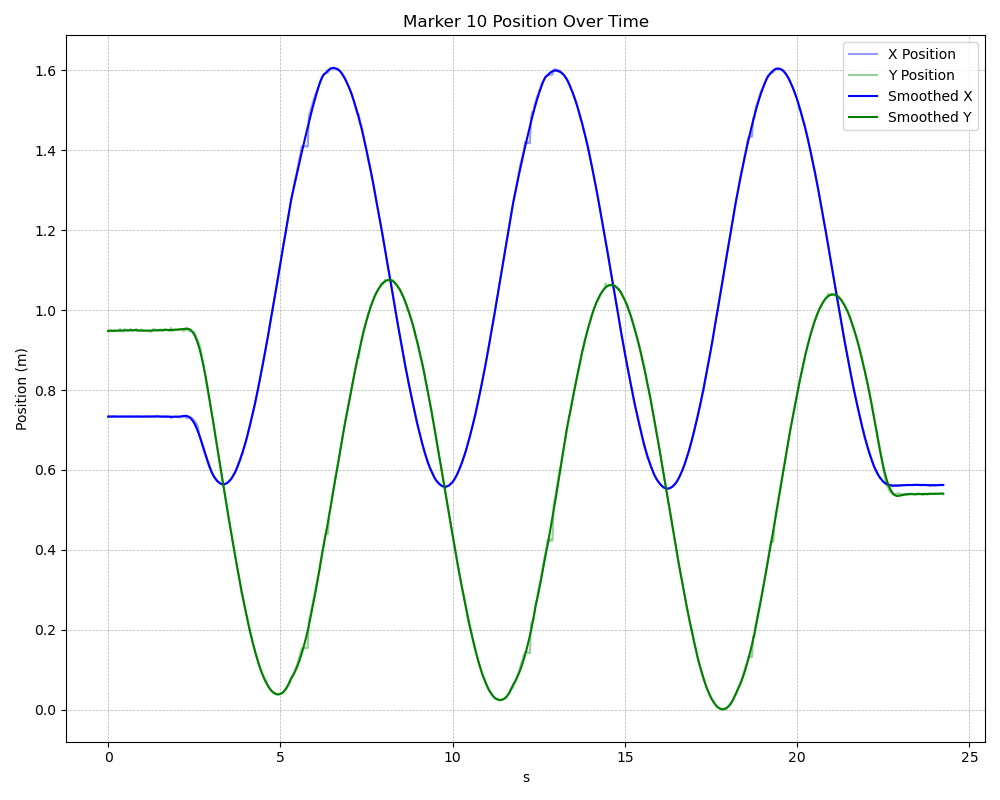 Marker 10 Position Over Time
X Position
Y Position
Smoothed X
Smoothed Y
Position (m)
1.6
1.4
1.2
1.0
0.8
0.6
0.4
0.2
0.0
0 5 10 15 20 25
s